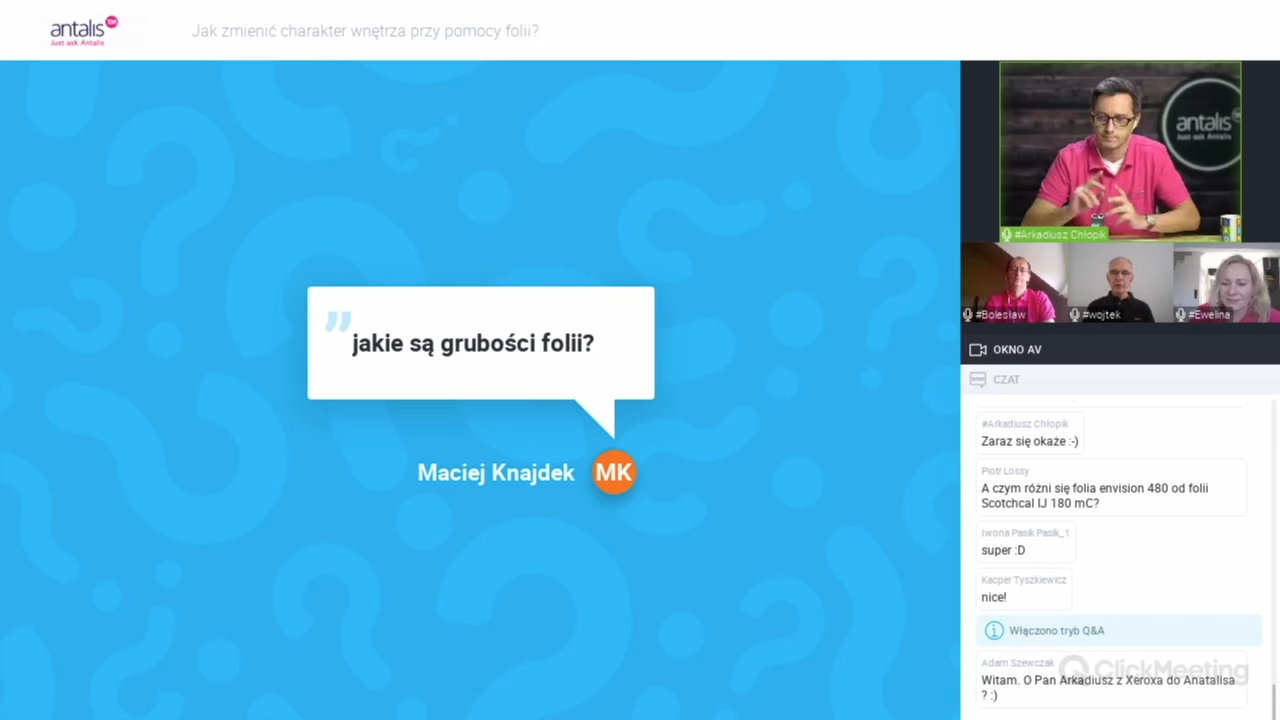 antalis TM
Just ask Antalis
Jak zmienić charakter wnętrza przy pomocy folii?
antalis
Just ask Antalis
#Arkadiusz Chłopik
#Bolesław
#wojtek
#Ewelina
”
jakie są grubości folii?
Maciej Knajdek
MK
OKNO AV
CZAT
#Arkadiusz Chłopik
Zaraz się okaże :-)
Piotr Lossy
A czym różni się folia envision 480 od folii
Scotchcal IJ 180 mC?
Iwona Pasik Pasik_1
super :D
Kacper Tyszkiewicz
nice!
Włączono tryb Q&A
Adam Szewczak
ClickMeeting
Witam. O Pan Arkadiusz z Xeroxa do Anatalisa
? :)